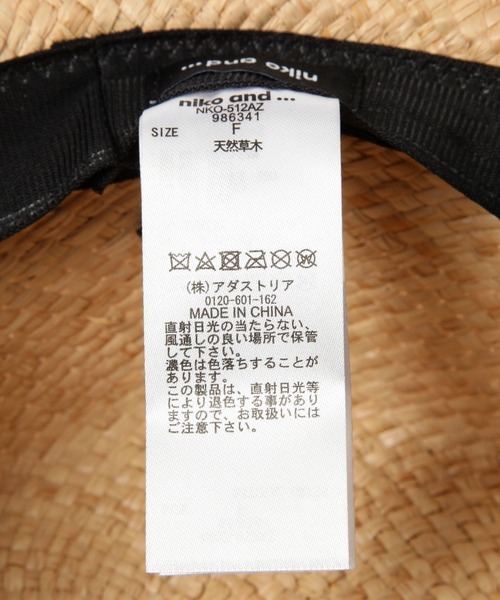 niko and ...
niko and ...
NKO-512AZ
986341
SIZE F
天然草木
(株)アダストリア
0120-601-162
MADE IN CHINA
直射日光の当たらない、
風通しの良い場所で保管
して下さい。
濃色は色落ちすることが
あります。
この製品は、直射日光等
により退色する事があり
ますので、お取扱いには
ご注意下さい。